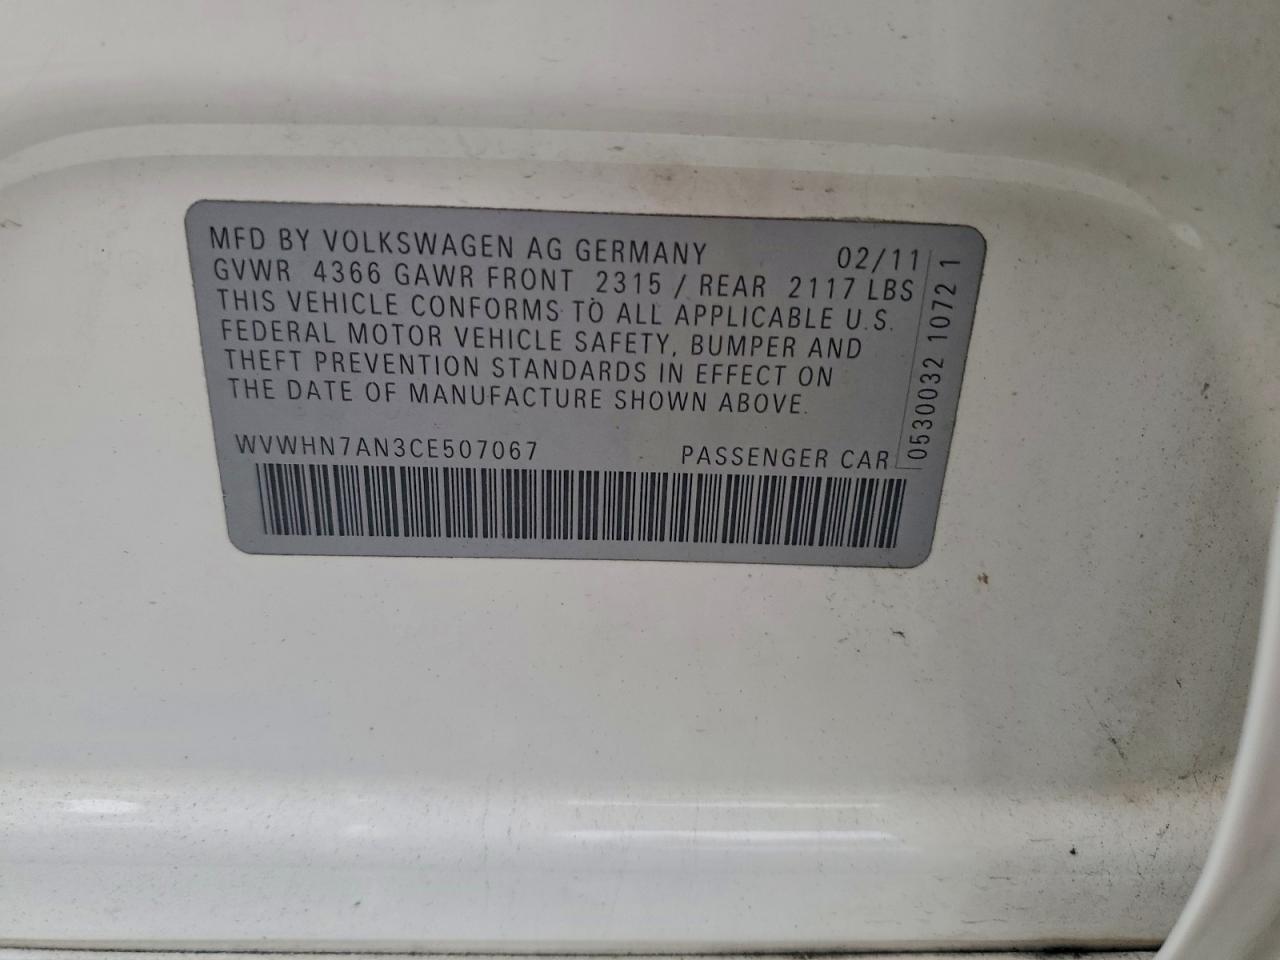 MFD BY VOLKSWAGEN AG GERMANY 02/11
GVWR 4366 GAWR FRONT 2315 / REAR 2117 LBS
THIS VEHICLE CONFORMS TO ALL APPLICABLE U.S.
FEDERAL MOTOR VEHICLE SAFETY, BUMPER AND
THEFT PREVENTION STANDARDS IN EFFECT ON
THE DATE OF MANUFACTURE SHOWN ABOVE.
WVWHN7AN3CE507067 PASSENGER CAR
0530032 1072 1